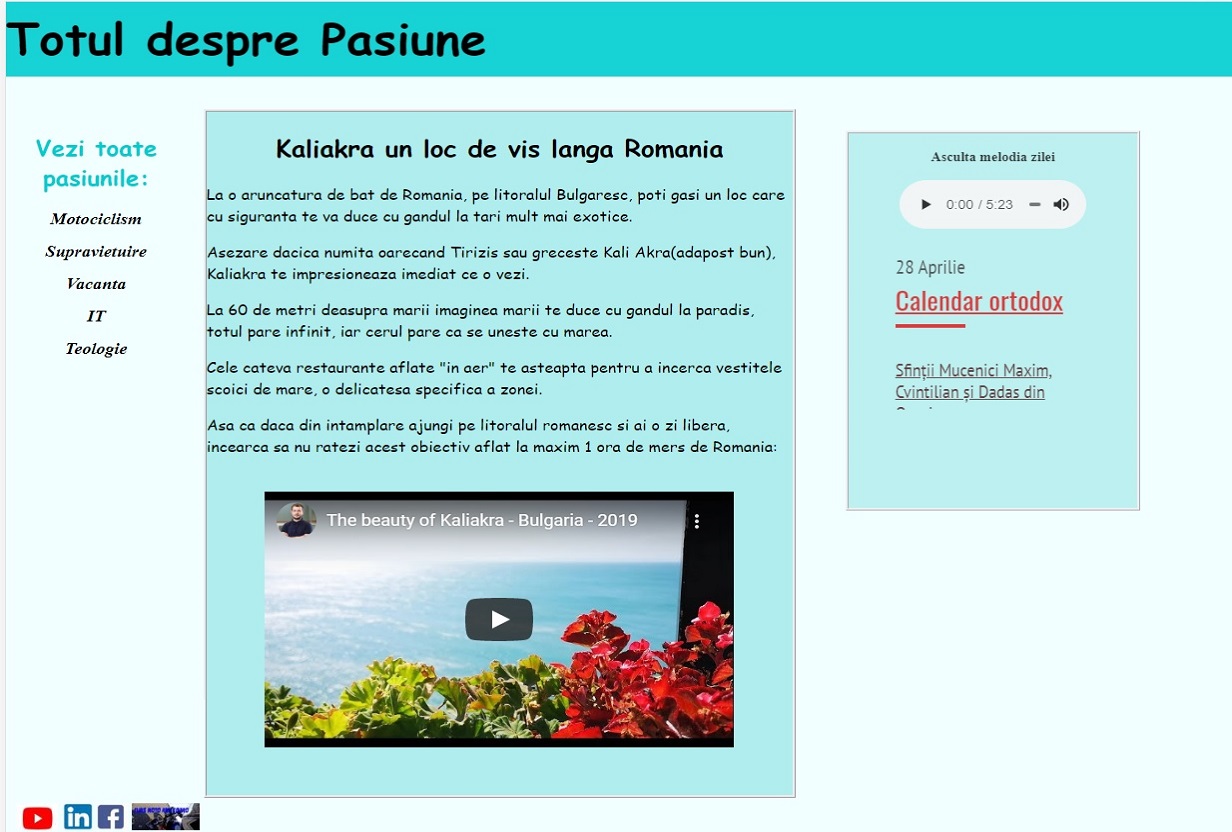 Totul despre Pasiune
Vezi toate
pasiunile:
Motociclism
Supravietuire
Vacanta
IT
Teologie
Kaliakra un loc de vis langa Romania
La o aruncatura de bat de Romania, pe litoralul Bulgaresc, poti gasi un loc care
cu siguranta te va duce cu gandul la tari mult mai exotice.
Asezare dacica numita oarecand Tirizis sau greceste Kali Akra(adapost bun),
Kaliakra te impresioneaza imediat ce o vezi.
La 60 de metri deasupra marii imaginea marii te duce cu gandul la paradis,
totul pare infinit, iar cerul pare ca se uneste cu marea.
Cele cateva restaurante aflate "in aer" te asteapta pentru a incerca vestitele
scoici de mare, o delicatesa specifica a zonei.
Asa ca daca din intamplare ajungi pe litoralul romanesc si ai o zi libera,
incearca sa nu ratezi acest obiectiv aflat la maxim 1 ora de mers de Romania:
The beauty of Kaliakra - Bulgaria - 2019
Asculta melodia zilei
0:00 / 5:23
28 Aprilie
Calendar ortodox
Sfinții Mucenici Maxim,
Cvintilian și Dadas din
in
f